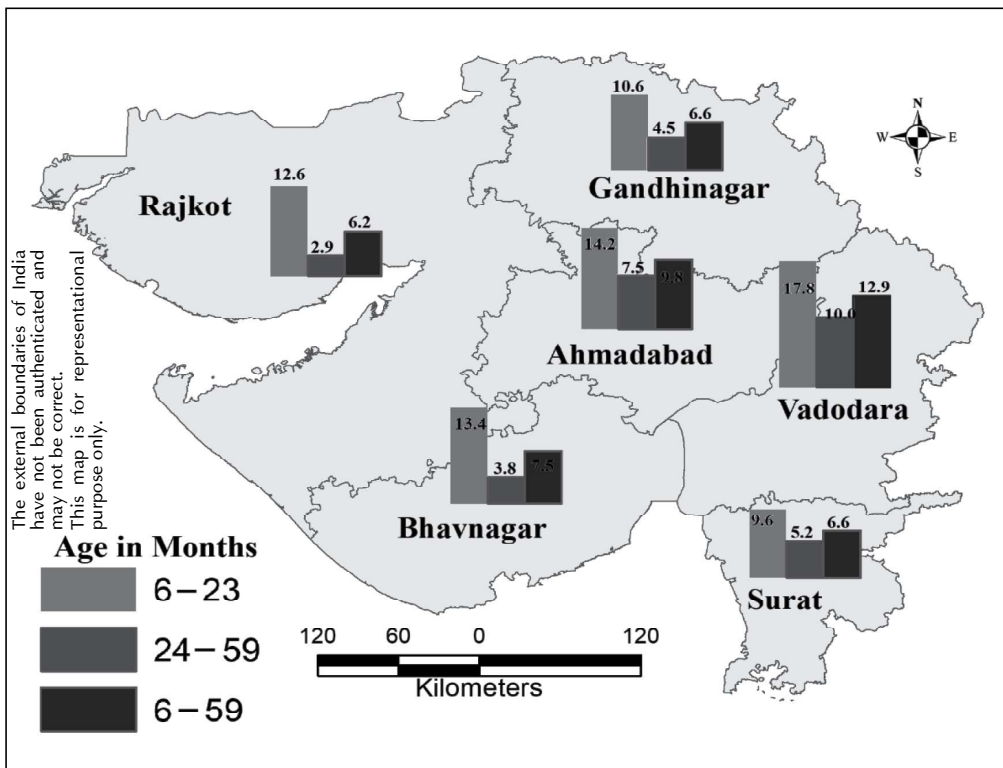 N
W E
S
10.6
4.5
6.6
Gandhinagar
12.6
2.9
6.2
Rajkot
14.2
7.5
9.8
Ahmadabad
17.8
10.0
12.9
Vadodara
13.4
3.8
7.5
Bhavnagar
9.6
5.2
6.6
Surat
The external boundaries of India
have not been authenticated and
may not be correct.
This map is for representational
purpose only.
Age in Months
6–23
24–59
6–59
120 60 0 120
Kilometers